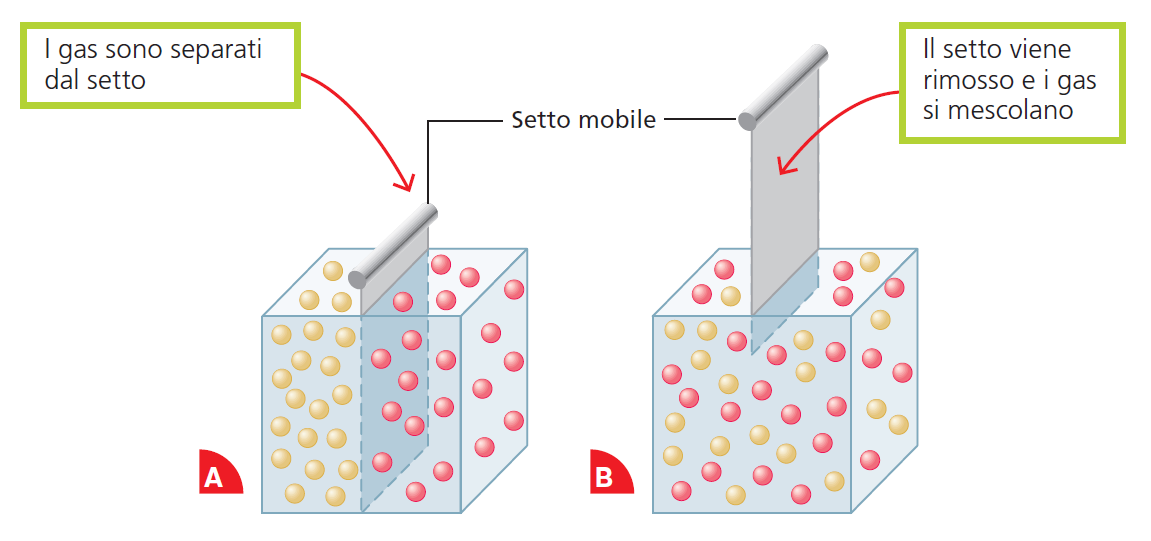 I gas sono separati
dal setto
Setto mobile
Il setto viene
rimosso e i gas
si mescolano
A
B